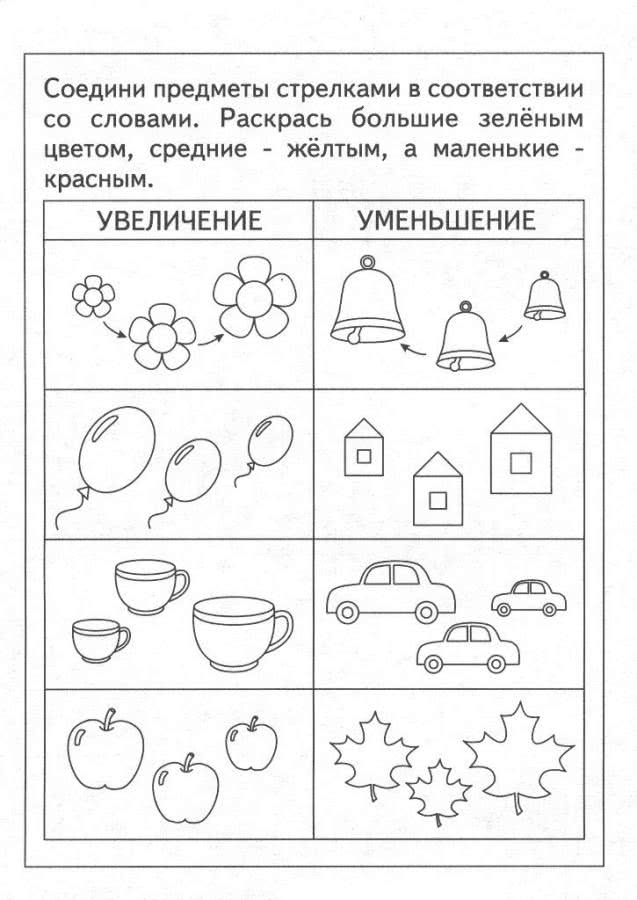 Соедини предметы стрелками в соответствии
со словами. Раскрась большие зелёным
цветом, средние - жёлтым, а маленькие -
красным.
УВЕЛИЧЕНИЕ УМЕНЬШЕНИЕ